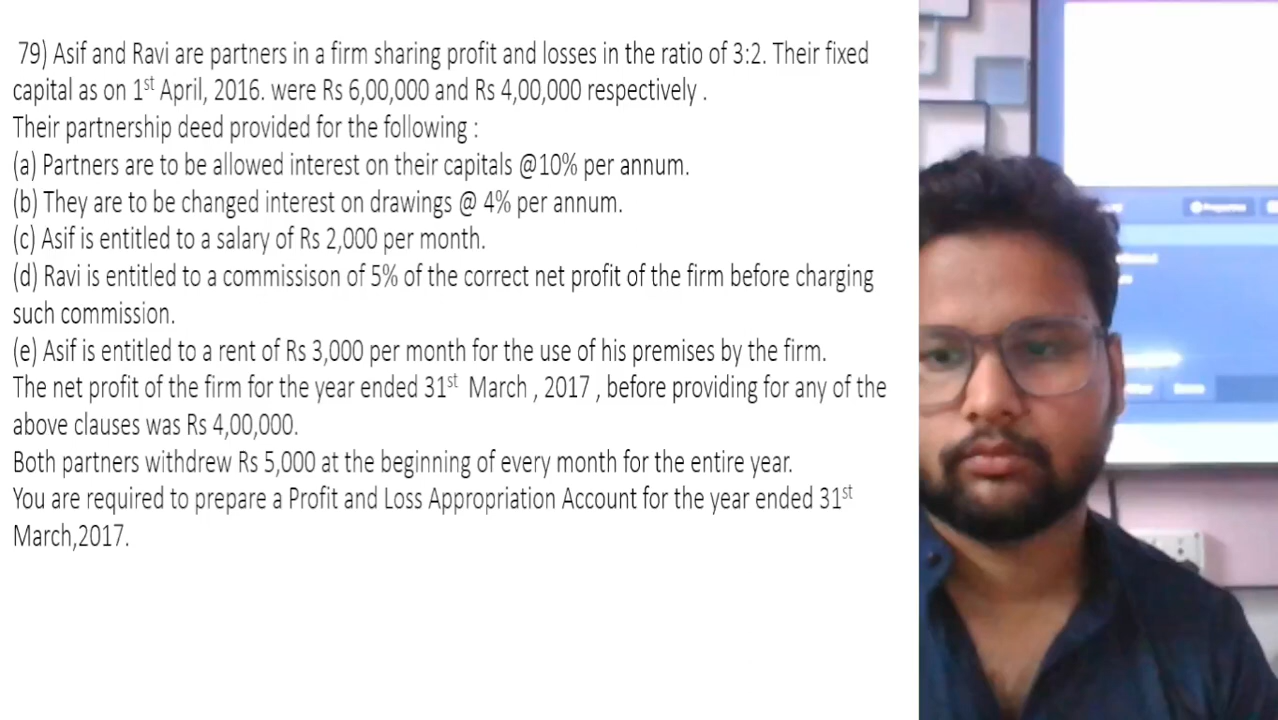 79) Asif and Ravi are partners in a firm sharing profit and losses in the ratio of 3:2. Their fixed
capital as on 1st April, 2016. were Rs 6,00,000 and Rs 4,00,000 respectively .
Their partnership deed provided for the following :
(a) Partners are to be allowed interest on their capitals @10% per annum.
(b) They are to be changed interest on drawings @ 4% per annum.
(c) Asif is entitled to a salary of Rs 2,000 per month.
(d) Ravi is entitled to a commissison of 5% of the correct net profit of the firm before charging
such commission.
(e) Asif is entitled to a rent of Rs 3,000 per month for the use of his premises by the firm.
The net profit of the firm for the year ended 31st March , 2017 , before providing for any of the
above clauses was Rs 4,00,000.
Both partners withdrew Rs 5,000 at the beginning of every month for the entire year.
You are required to prepare a Profit and Loss Appropriation Account for the year ended 31st
March,2017.